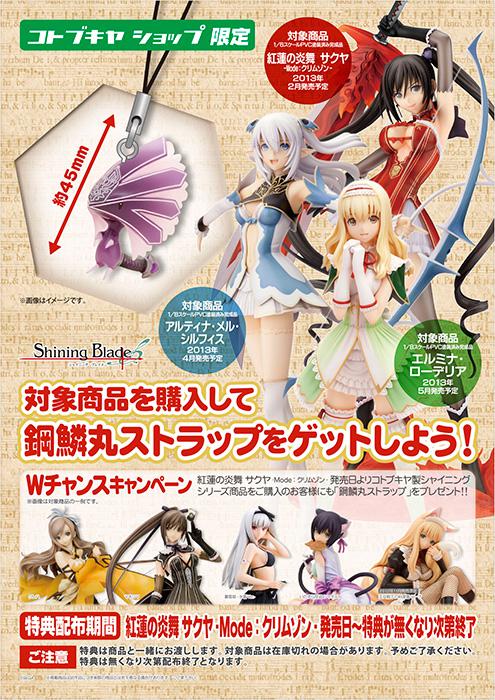 コトブキヤ ショップ 限定
対象商品
1/8スケールPVC塗装済み完成品
紅蓮の炎舞 サクヤ
-Mode：クリムゾン-
2013年
2月発売予定
約45mm
※画像はイメージです。
対象商品
1/8スケールPVC塗装済み完成品
アルティナ・メル・
シルフィス
2013年
4月発売予定
対象商品
1/8スケールPVC塗装済み完成品
エルミナ・
ローデリア
2013年
5月発売予定
Shining Blade
対象商品を購入して
鋼鱗丸ストラップをゲットしよう！
Wチャンスキャンペーン
紅蓮の炎舞 サクヤ -Mode：クリムゾン- 発売日よりコトブキヤ製シャイニング
シリーズ商品をご購入のお客様にも「鋼鱗丸ストラップ」をプレゼント!!
※画像は対象商品の一例です。
特典配布期間
紅蓮の炎舞 サクヤ -Mode：クリムゾン- 発売日～特典が無くなり次第終了
ご注意
特典は商品と一緒にお渡しします。対象商品は在庫切れの場合があります。予めご了承ください。
特典は無くなり次第配布終了となります。